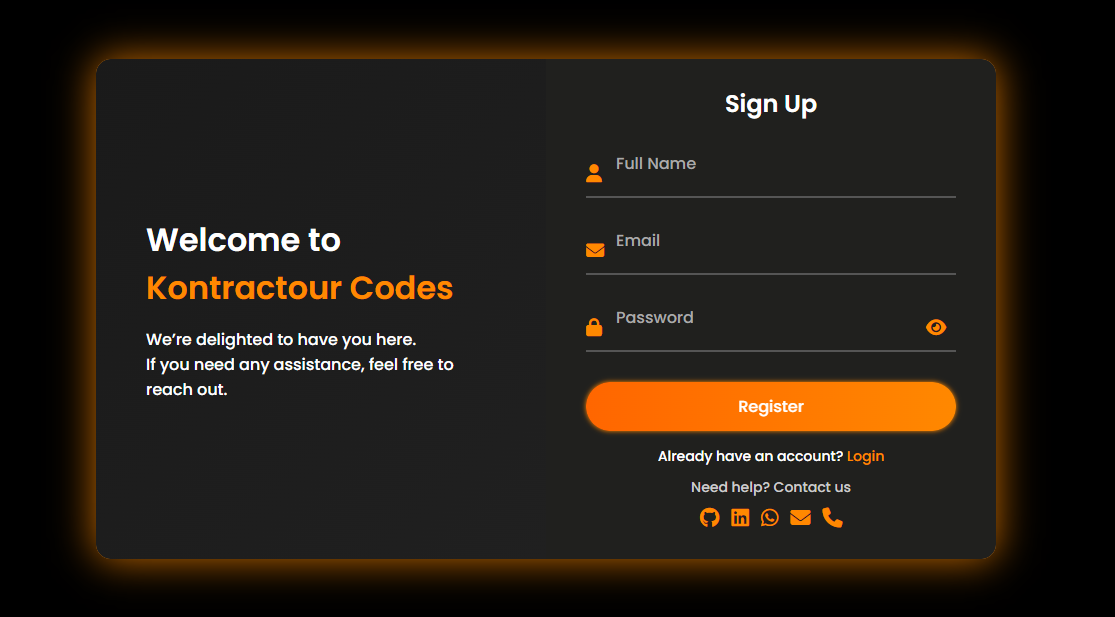 Welcome to
Kontractour Codes
We’re delighted to have you here.
If you need any assistance, feel free to
reach out.
Sign Up
Full Name
Email
Password
Register
Already have an account? Login
Need help? Contact us